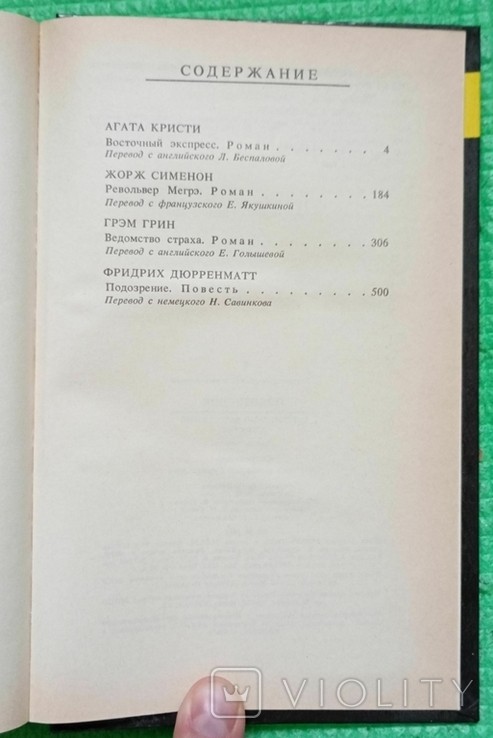 СОДЕРЖАНИЕ
АГАТА КРИСТИ
Восточный экспресс. Роман . . . . . . . 4
Перевод с английского Л. Беспаловой
ЖОРЖ СИМЕНОН
Револьвер Мегрэ. Роман . . . . . . . . 184
Перевод с французского Е. Якушкиной
ГРЭМ ГРИН
Ведомство страха. Роман . . . . . . . . 306
Перевод с английского Е. Голышевой
ФРИДРИХ ДЮРРЕНМАТТ
Подозрение. Повесть . . . . . . . . . 500
Перевод с немецкого Н. Савинкова
VIOLITY